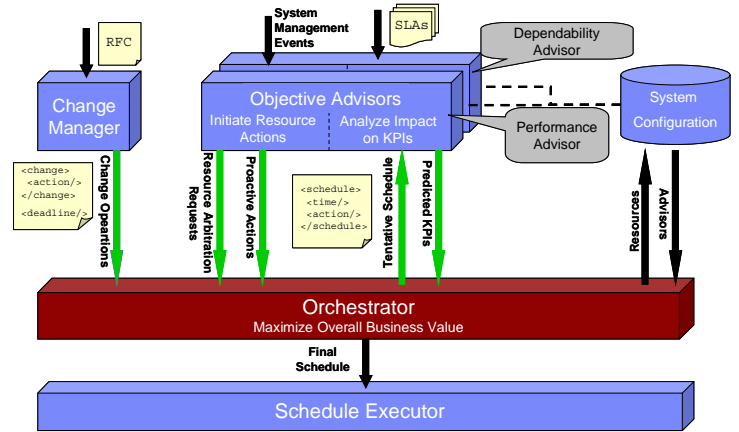 System
Management
Events
SLAs
RFC
Dependability
Advisor
Change
Manager
Objective Advisors
Initiate Resource
Actions
Analyze Impact
on KPIs
Performance
Advisor
System
Configuration
<change>
<action/>
</change>
<deadline/>
Change Opeartions
Resource Arbitration
Requests
Proactive Actions
<schedule>
<time/>
<action/>
</schedule>
Tentative Schedule
Predicted KPIs
Resources
Advisors
Orchestrator
Maximize Overall Business Value
Final
Schedule
Schedule Executor